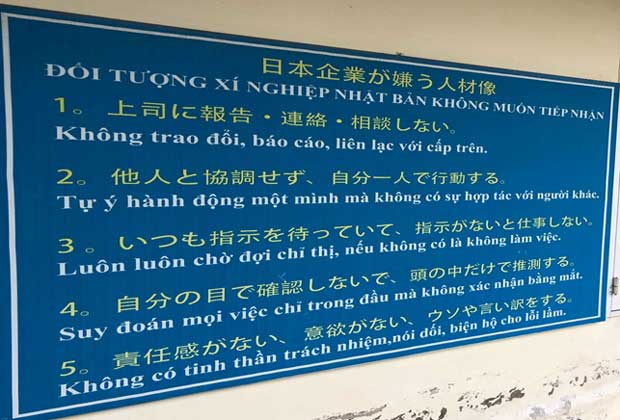 日本企業が嫌う人材像
ĐỐI TƯỢNG XÍ NGHIỆP NHẬT BẢN KHÔNG MUỐN TIẾP NHẬN
1。上司に報告・連絡・相談しない。
Không trao đổi, báo cáo, liên lạc với cấp trên.
2。他人と協調せず、自分一人で行動する。
Tự ý hành động một mình mà không có sự hợp tác với người khác.
3。いつも指示を待っていて、指示がないと仕事しない。
Luôn luôn chờ đợi chỉ thị, nếu không có là không làm việc.
4。自分の目で確認しないで、頭の中だけで推測する。
Suy đoán mọi việc chỉ trong đầu mà không xác nhận bằng mắt.
5。責任感がない、意欲がない、ウソや言い訳をする。
Không có tinh thần trách nhiệm,nói dối, biện hộ cho lỗi lầm.